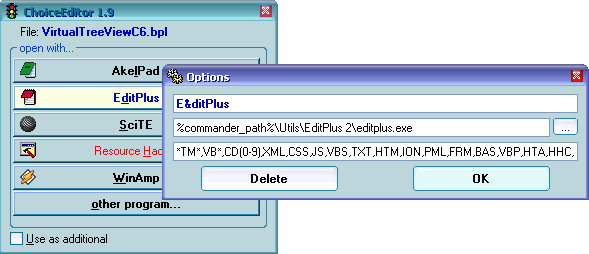 ChoiceEditor 1.9
File: VirtualTreeViewC6.bpl
open with...
AkelPad
EditPlus
SciTE
Resource Hac
WinAmp
other program...
Use as additional
Options
E&ditPlus
%commander_path%\Utils\EditPlus 2\editplus.exe
...
*TM*,VB*,CD(0-9),XML,CSS,JS,VBS,TXT,HTM,ION,PML,FRM,BAS,VBP,HTA,HHC,
Delete
OK